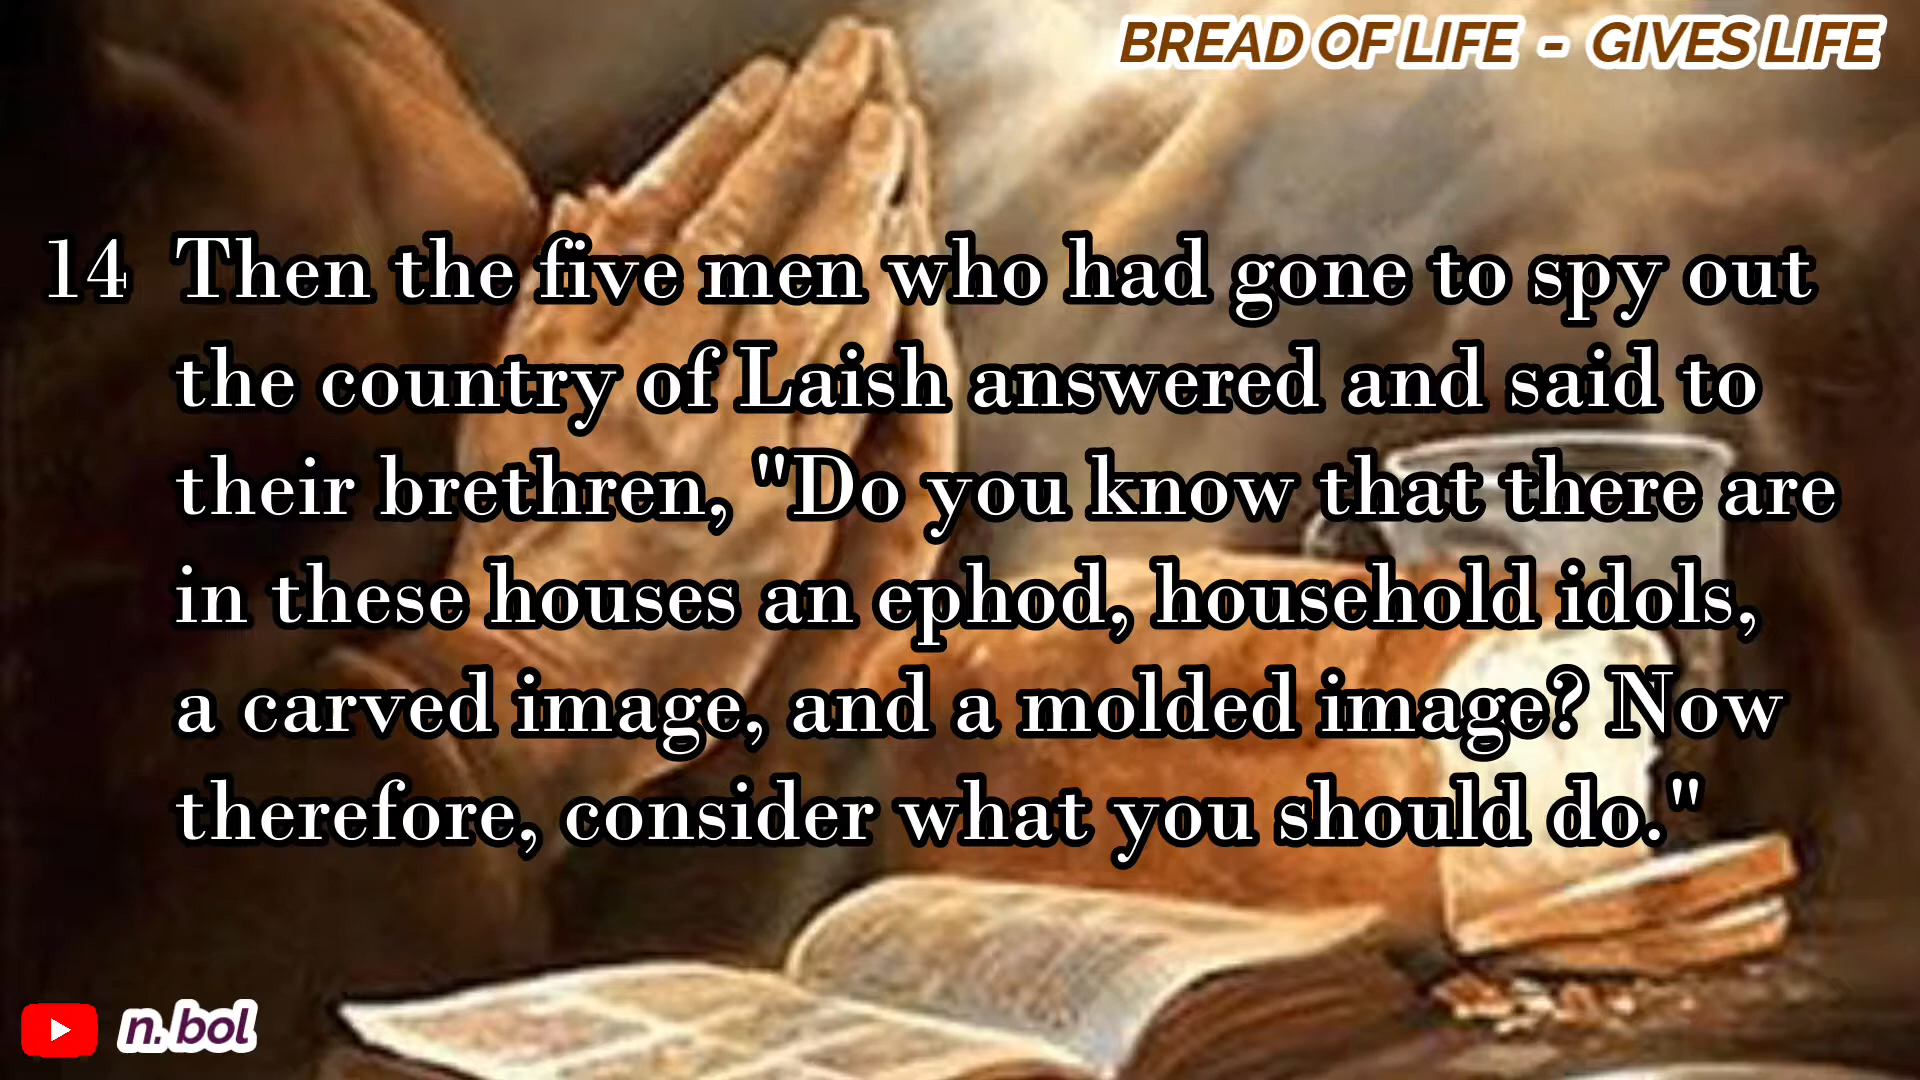 BREAD OF LIFE - GIVES LIFE
14 Then the five men who had gone to spy out
the country of Laish answered and said to
their brethren, "Do you know that there are
in these houses an ephod, household idols,
a carved image, and a molded image? Now
therefore, consider what you should do."
n. bol